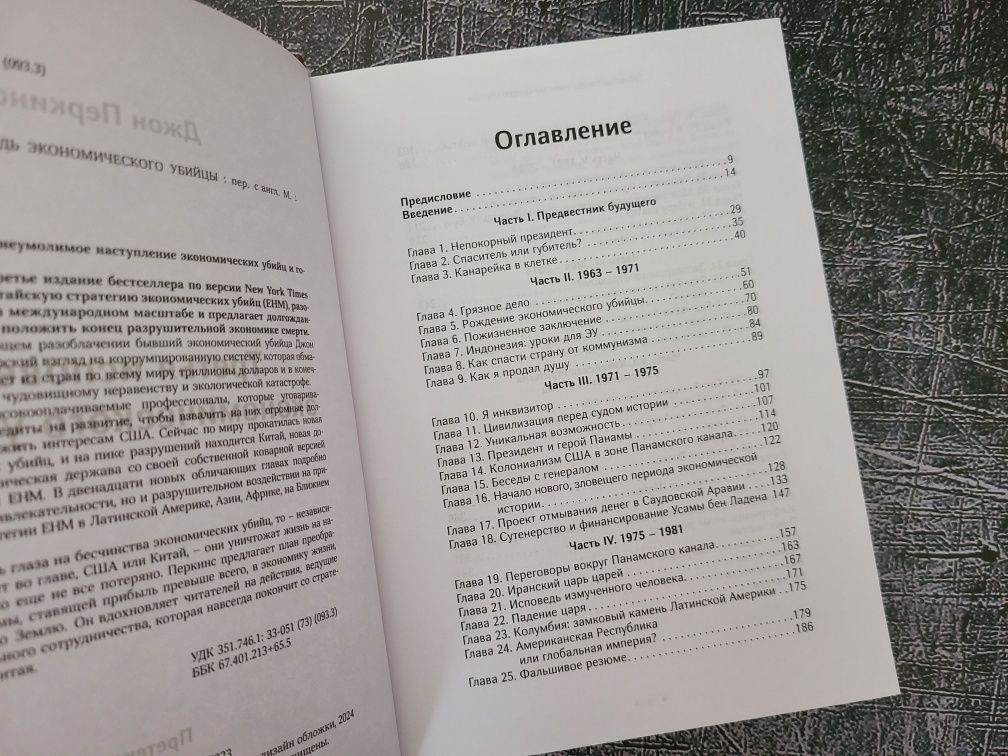 (093.3)
ЭКОНОМИЧЕСКОГО УБИЙЦЫ : пер. с англ. М. :
неумолимое наступление экономических убийц и го-
третье издание бестселлера по версии New York Times
стратегию экономических убийц (ЕНМ), разо-
в международном масштабе и предлагает долгождан-
положить конец разрушительной экономике смерти.
разоблачении бывший экономический убийца Джон
взгляд на коррумпированную систему, которая обма-
из стран по всему миру триллионы долларов и в конеч-
чудовищному неравенству и экологической катастрофе.
высокооплачиваемые профессионалы, которые уговарива-
кредиты на развитие, чтобы взвалить на них огромные дол-
интересам США. Сейчас по миру прокатилась новая
убийц, и на пике разрушений находится Китай, новая до-
держава со своей собственной коварной версией
ЕНМ. В двенадцати новых обличающих главах подробно
привлекательности, но и разрушительном воздействии на при-
ЕНМ в Латинской Америке, Азии, Африке, на Ближнем
глаза на бесчинства экономических убийц, то – независи-
во главе, США или Китай, – они уничтожат жизнь на на-
еще не все потеряно. Перкинс предлагает план преобра-
ставящей прибыль превыше всего, в экономику жизни,
Землю. Он вдохновляет читателей на действия, ведущие
сотрудничества, которая навсегда покончит со страте-
УДК 351.746.1: 33-051 (73) (093.3)
ББК 67.401.213+65.5
дизайн обложки, 2024
Оглавление
Предисловие 9
Введение 14
Часть I. Предвестник будущего
Глава 1. Непокорный президент 29
Глава 2. Спаситель или губитель? 35
Глава 3. Канарейка в клетке 40
Часть II. 1963 – 1971
Глава 4. Грязное дело 51
Глава 5. Рождение экономического убийцы 60
Глава 6. Пожизненное заключение 70
Глава 7. Индонезия: уроки для ЭУ 80
Глава 8. Как спасти страну от коммунизма 84
Глава 9. Как я продал душу 89
Часть III. 1971 – 1975
Глава 10. Я инквизитор 97
Глава 11. Цивилизация перед судом истории 101
Глава 12. Уникальная возможность 107
Глава 13. Президент и герой Панамы 114
Глава 14. Колониализм США в зоне Панамского канала 120
Глава 15. Беседы с генералом 122
Глава 16. Начало нового, зловещего периода экономической
истории 128
Глава 17. Проект отмывания денег в Саудовской Аравии 133
Глава 18. Сутенерство и финансирование Усамы бен Ладена 147
Часть IV. 1975 – 1981
Глава 19. Переговоры вокруг Панамского канала 157
Глава 20. Иранский царь царей 163
Глава 21. Исповедь измученного человека 167
Глава 22. Падение царя 171
Глава 23. Колумбия: замковый камень Латинской Америки 175
Глава 24. Американская Республика
или глобальная империя? 179
Глава 25. Фальшивое резюме 186